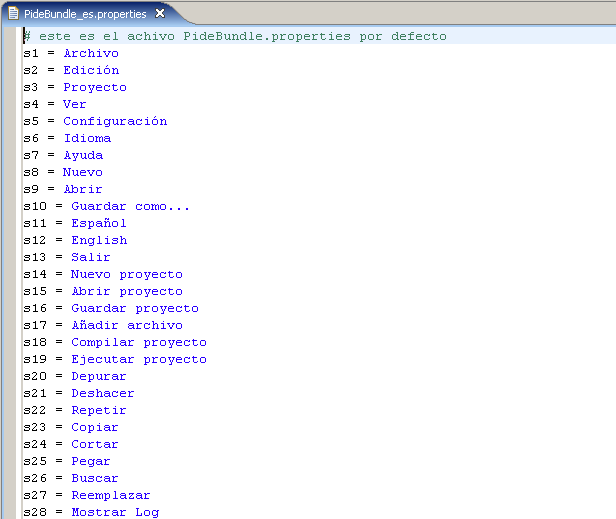 PideBundle_es.properties
# este es el achivo PideBundle.properties por defecto
s1 = Archivo
s2 = Edición
s3 = Proyecto
s4 = Ver
s5 = Configuración
s6 = Idioma
s7 = Ayuda
s8 = Nuevo
s9 = Abrir
s10 = Guardar como...
s11 = Español
s12 = English
s13 = Salir
s14 = Nuevo proyecto
s15 = Abrir proyecto
s16 = Guardar proyecto
s17 = Añadir archivo
s18 = Compilar proyecto
s19 = Ejecutar proyecto
s20 = Depurar
s21 = Deshacer
s22 = Repetir
s23 = Copiar
s24 = Cortar
s25 = Pegar
s26 = Buscar
s27 = Reemplazar
s28 = Mostrar Log